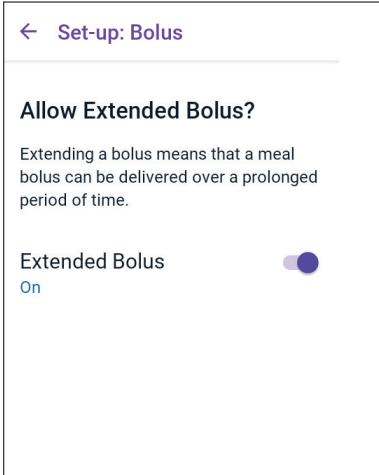 Set-up: Bolus
Allow Extended Bolus?
Extending a bolus means that a meal
bolus can be delivered over a prolonged
period of time.
Extended Bolus
On